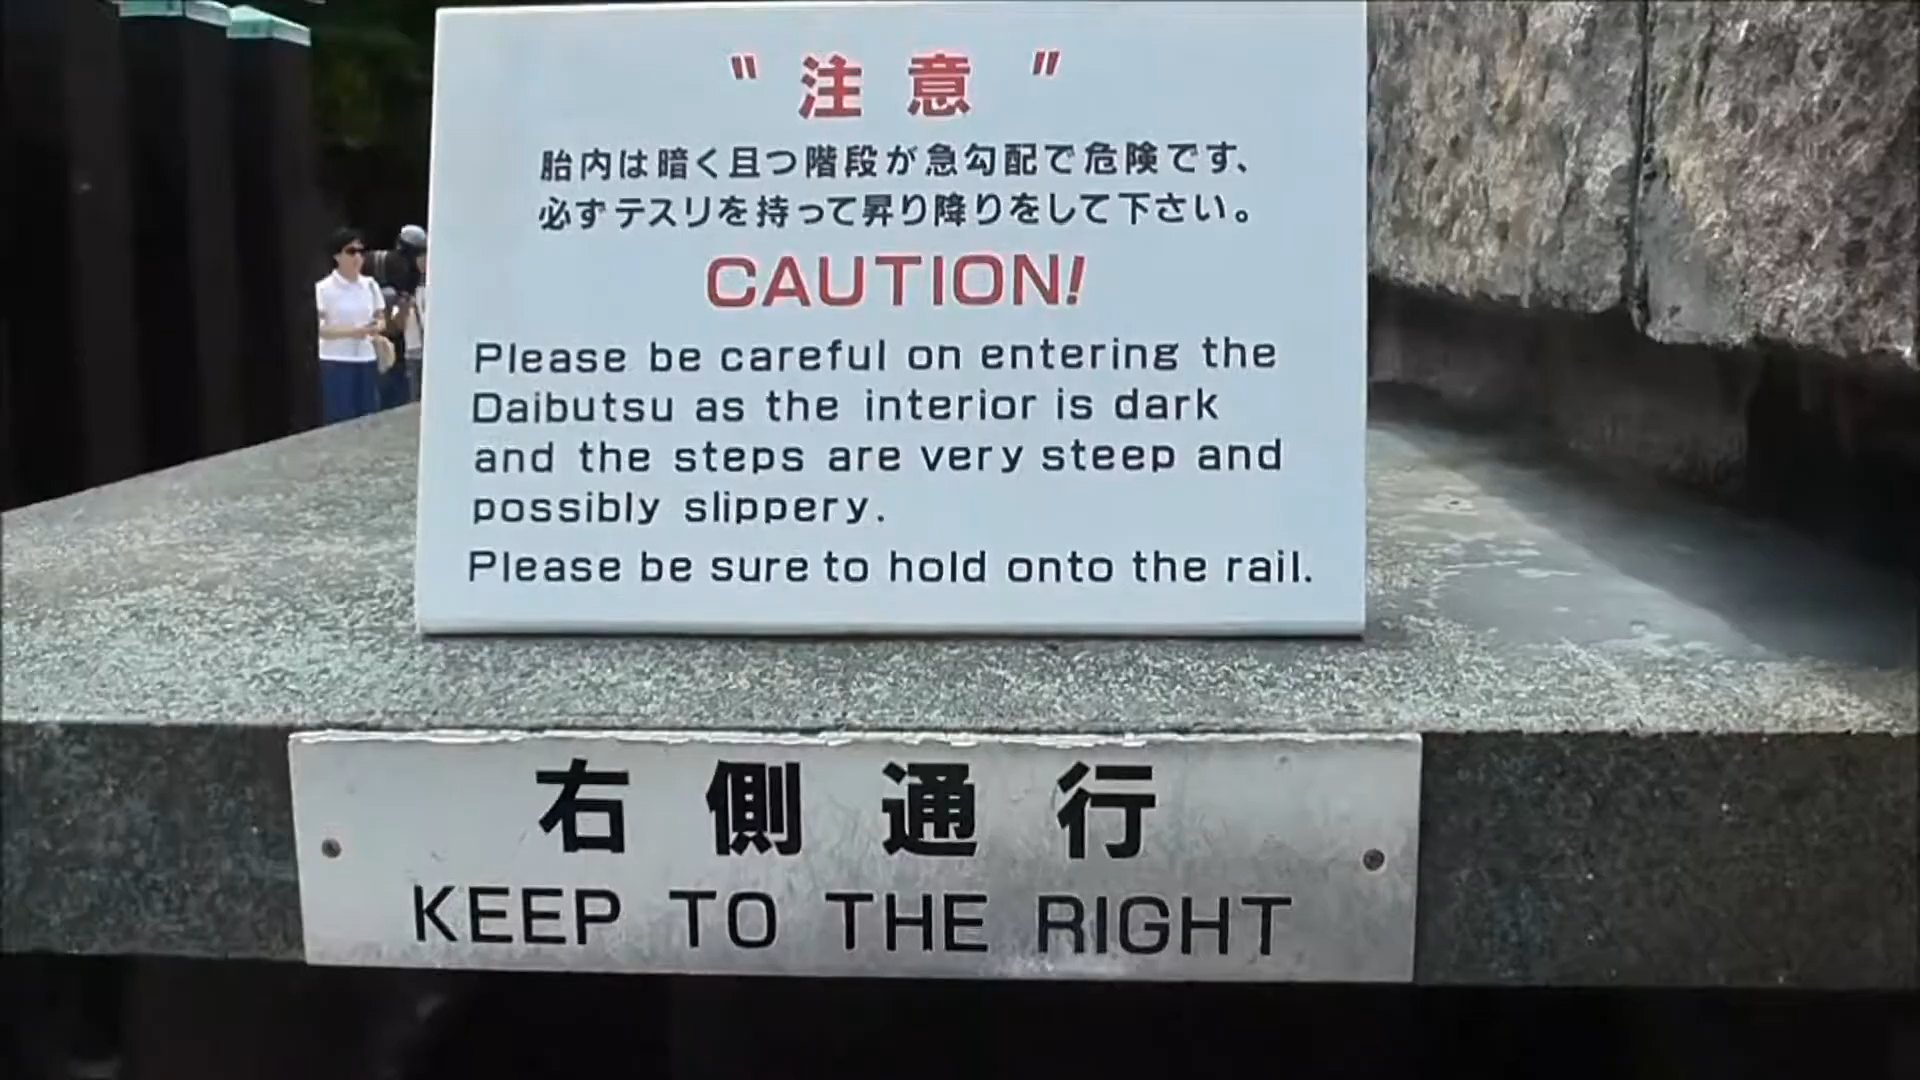 "注意"
胎内は暗く且つ階段が急勾配で危険です、
必ずテスリを持って昇り降りをして下さい。
CAUTION!
Please be careful on entering the
Daibutsu as the interior is dark
and the steps are very steep and
possibly slippery.
Please be sure to hold onto the rail.
右側通行
KEEP TO THE RIGHT